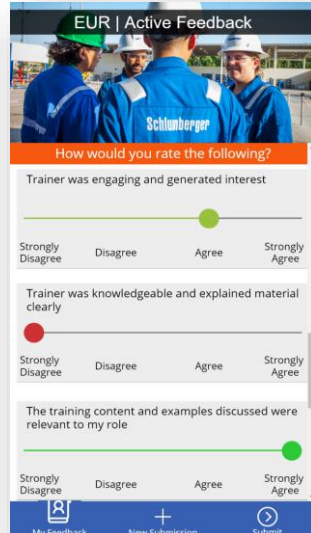 EUR | Active Feedback
Schlumberger
How would you rate the following?
Trainer was engaging and generated interest
Strongly Disagree Disagree Agree Strongly Agree
Trainer was knowledgeable and explained material
clearly
Strongly Disagree Disagree Agree Strongly Agree
The training content and examples discussed were
relevant to my role
Strongly Disagree Disagree Agree Strongly Agree
My Feedback New Submission Submit